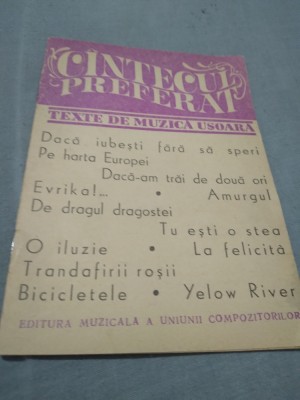 CÎNTECUL
PREFERAT
TEXTE DE MUZICĂ USOARĂ
Dacă iubești fără să speri
Pe harta Europei
Dacă-am trăi de două ori
Evrika!... • Amurgul
De dragul dragostei
Tu ești o stea
O iluzie • La felicità
Trandafirii roșii
Bicicletele • Yelow River
EDITURA MUZICALA A UNIUNII COMPOZITORILOR